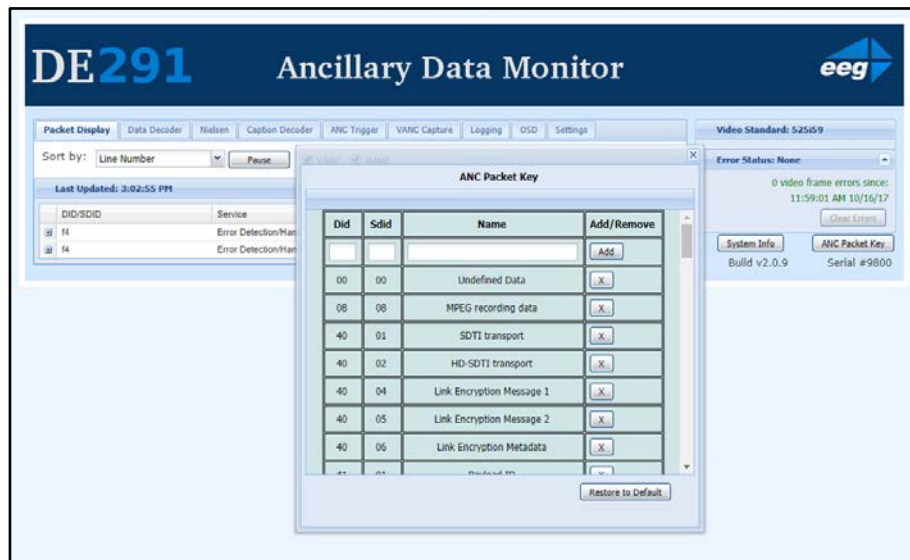 DE291 Ancillary Data Monitor eeg
Packet Display Data Decoder Nielsen Caption Decoder ANC Trigger VANC Capture Logging OSD Settings
Sort by: Line Number Pause VANC HANC
Last Updated: 3:02:55 PM
DID/SDID Service
f4 Error Detection/Han
f4 Error Detection/Han
ANC Packet Key
Did Sdid Name Add/Remove
Add
00 00 Undefined Data X
08 08 MPEG recording data X
40 01 SDTI transport X
40 02 HD-SDTI transport X
40 04 Link Encryption Message 1 X
40 05 Link Encryption Message 2 X
40 06 Link Encryption Metadata X
41 01 Payload ID X
Restore to Default
Video Standard: 525i59
Error Status: None
0 video frame errors since:
11:59:01 AM 10/16/17
Clear Errors
System Info ANC Packet Key
Build v2.0.9 Serial #9800